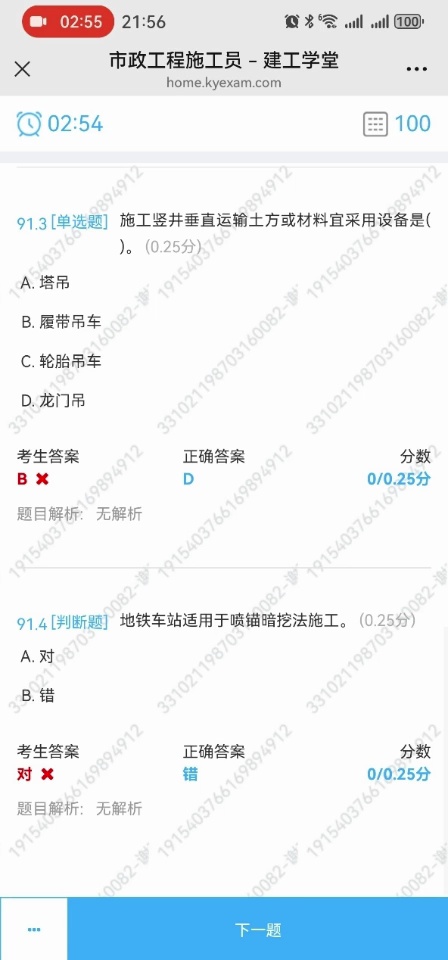 02:55 21:56 6 100
市政工程施工员 - 建工学堂
home.kyexam.com
02:54 100
91.3 [单选题] 施工竖井垂直运输土方或材料宜采用设备是(
)。 (0.25分)
A. 塔吊
B. 履带吊车
C. 轮胎吊车
D. 龙门吊
考生答案 正确答案 分数
B D 0/0.25分
题目解析: 无解析
91.4 [判断题] 地铁车站适用于喷锚暗挖法施工。 (0.25分)
A. 对
B. 错
考生答案 正确答案 分数
对 错 0/0.25分
题目解析: 无解析
下一题